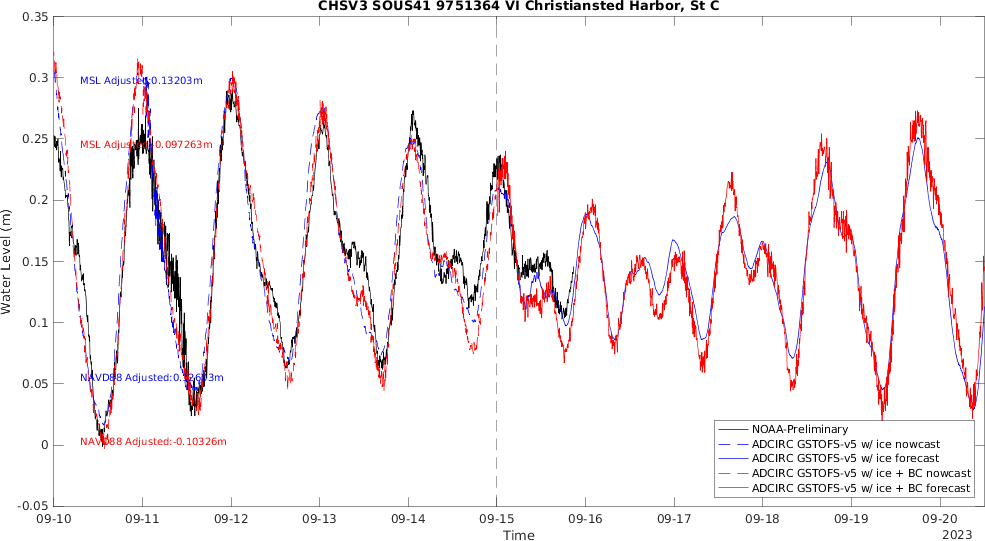 CHSV3 SOUS41 9751364 VI Christiansted Harbor, St C
0.35
0.3
0.25
0.2
0.15
0.1
0.05
0
-0.05
Water Level (m)
MSL Adjusted:0.13203m
MSL Adjusted: 0.097263m
NAVD88
NAVD88 Adjusted:-0.10326m
NOAA-Preliminary
ADCIRC GSTOFS-v5 w/ ice nowcast
ADCIRC GSTOFS-v5 w/ ice forecast
ADCIRC GSTOFS-v5 w/ ice + BC nowcast
ADCIRC GSTOFS-v5 w/ ice + BC forecast
09-10 09-11 09-12 09-13 09-14 09-15 09-16 09-17 09-18 09-19 09-20
2023
Time